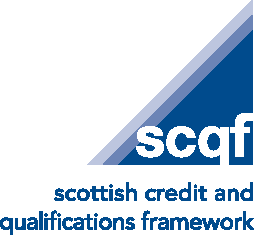 scqf
scottish credit and
qualifications framework